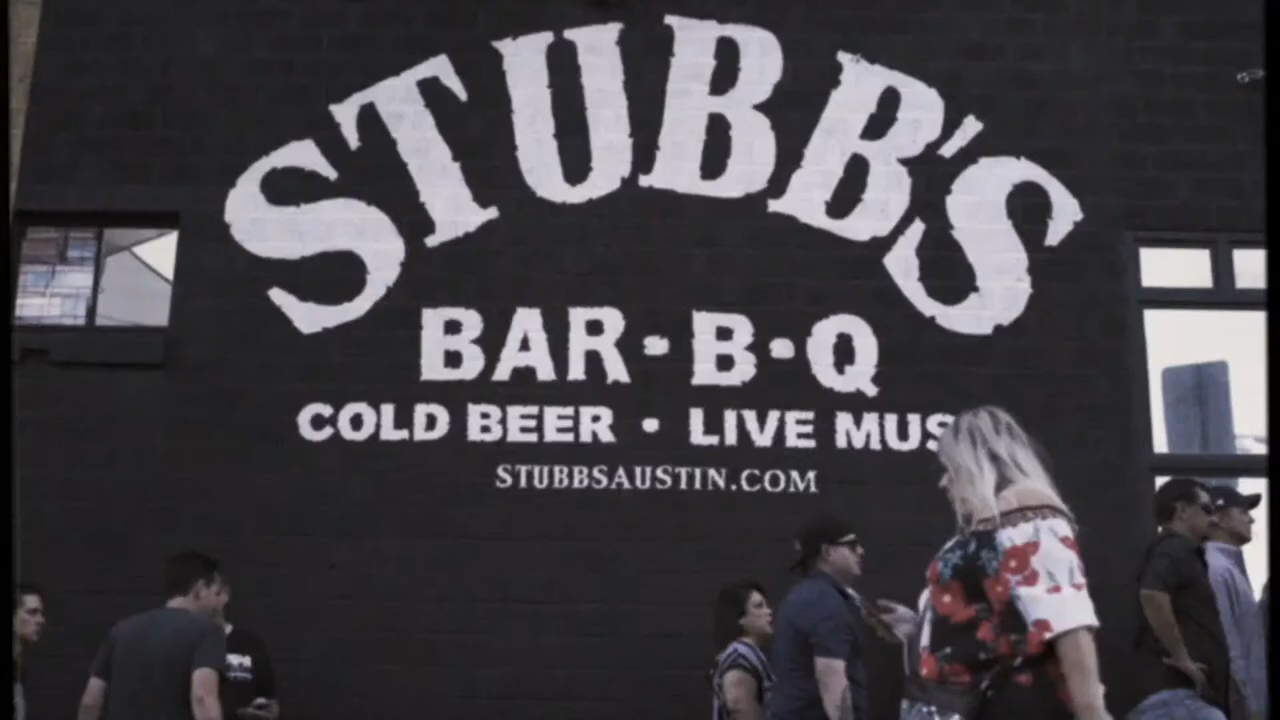 STUBB'S
BAR•B•Q
COLD BEER • LIVE MUS
STUBBSAUSTIN.COM